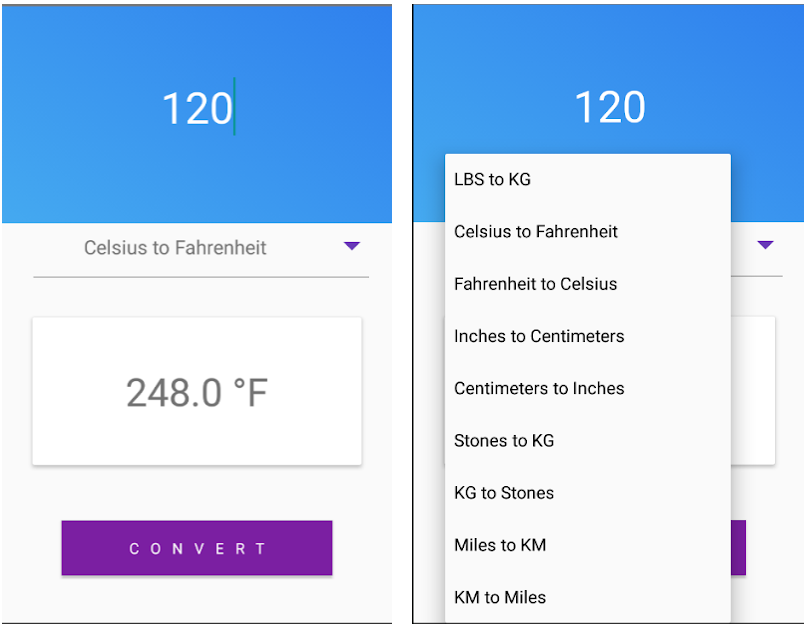 120
Celsius to Fahrenheit
248.0 °F
CONVERT
120
LBS to KG
Celsius to Fahrenheit
Fahrenheit to Celsius
Inches to Centimeters
Centimeters to Inches
Stones to KG
KG to Stones
Miles to KM
KM to Miles